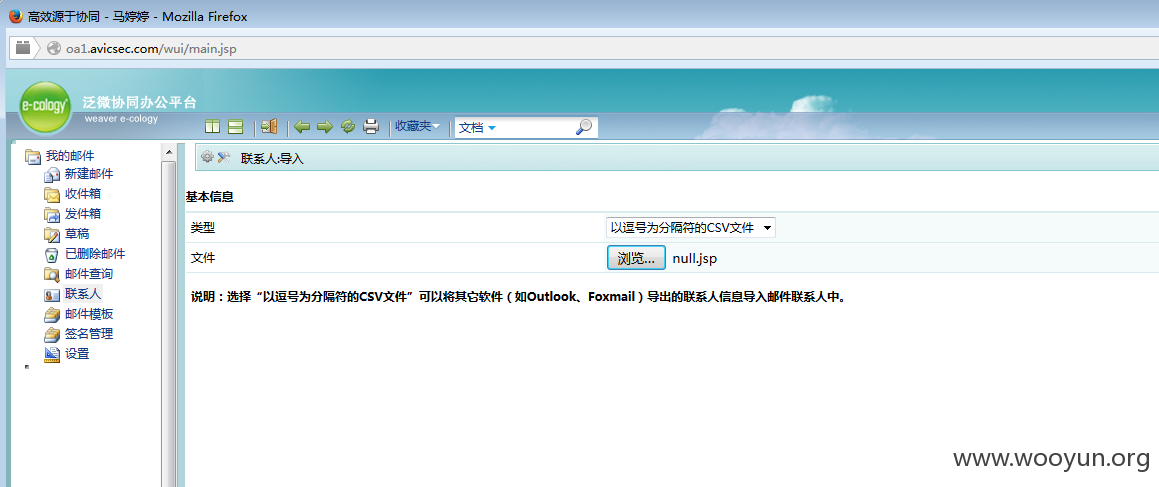 高效源于协同 - 马婷婷 - Mozilla Firefox
oa1.avicsec.com/wui/main.jsp
e-cology 泛微协同办公平台
weaver e-cology
收藏夹 文档
我的邮件
新建邮件
收件箱
发件箱
草稿
已删除邮件
邮件查询
联系人
邮件模板
签名管理
设置
联系人:导入
基本信息
类型 以逗号为分隔符的CSV文件
文件 浏览... null.jsp
说明：选择“以逗号为分隔符的CSV文件”可以将其它软件（如Outlook、Foxmail）导出的联系人信息导入邮件联系人中。
www.wooyun.org